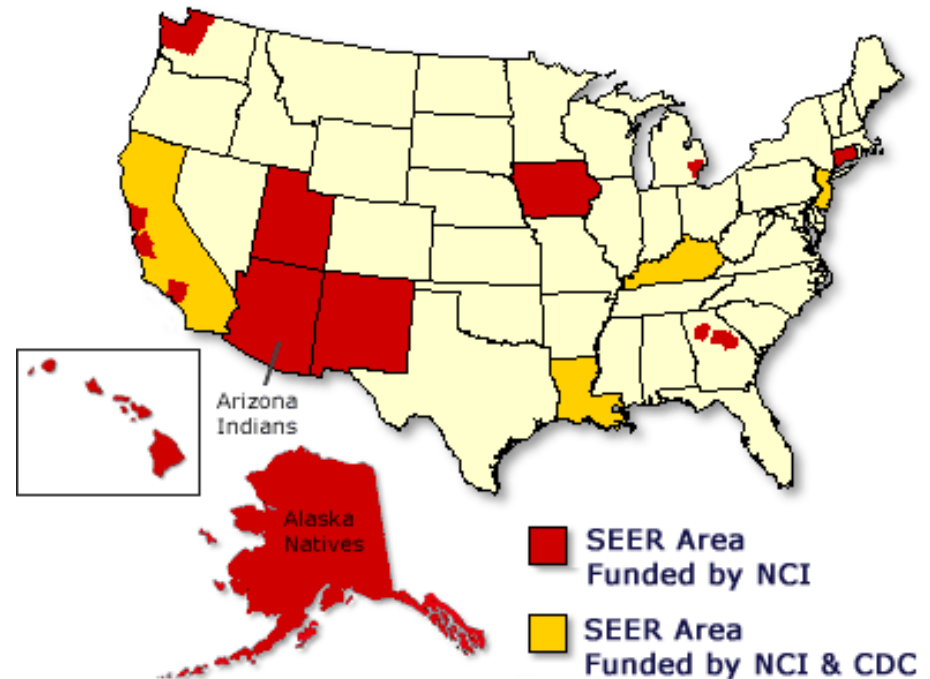 Arizona
Indians
Alaska
Natives
SEER Area
Funded by NCI
SEER Area
Funded by NCI & CDC